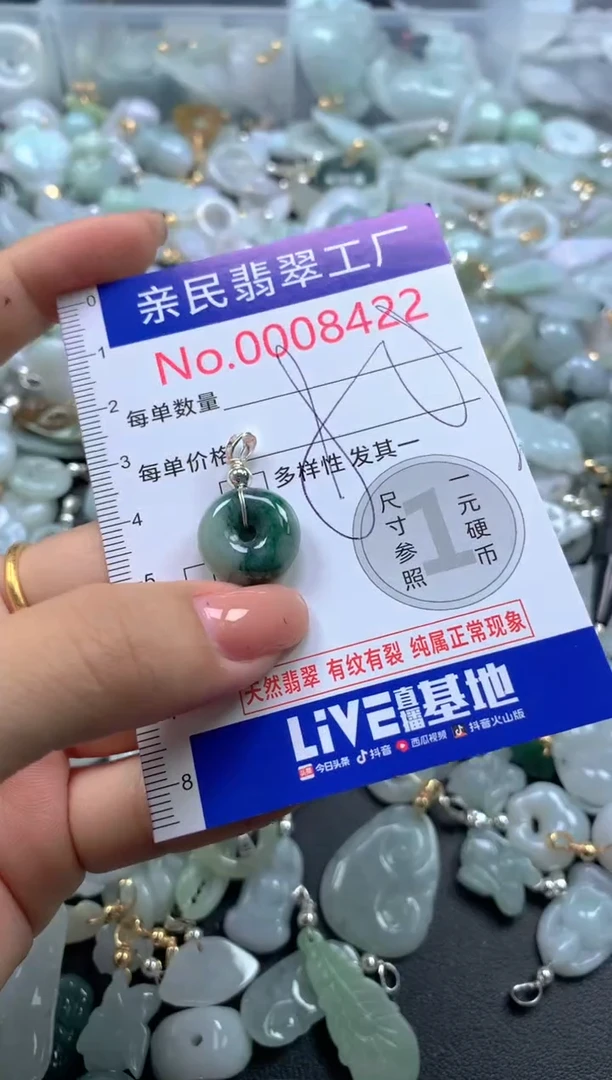 亲民翡翠工厂
No.0008422
每单数量
每单价格
多样性 发其一
尺寸参照
1
一元硬币
天然翡翠 有纹有裂 纯属正常现象
LiVE直播基地
今日头条 抖音 西瓜视频 抖音火山版
0
1
2
3
4
5
8